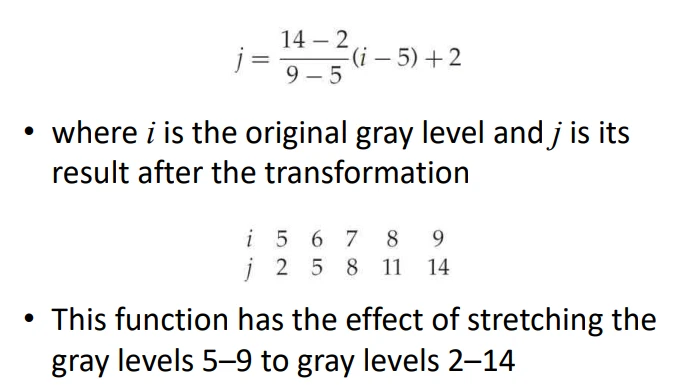 j = \frac{14 − 2}{9 − 5}(i − 5) + 2
• where i is the original gray level and j is its
result after the transformation
i 5 6 7 8 9
j 2 5 8 11 14
• This function has the effect of stretching the
gray levels 5–9 to gray levels 2–14